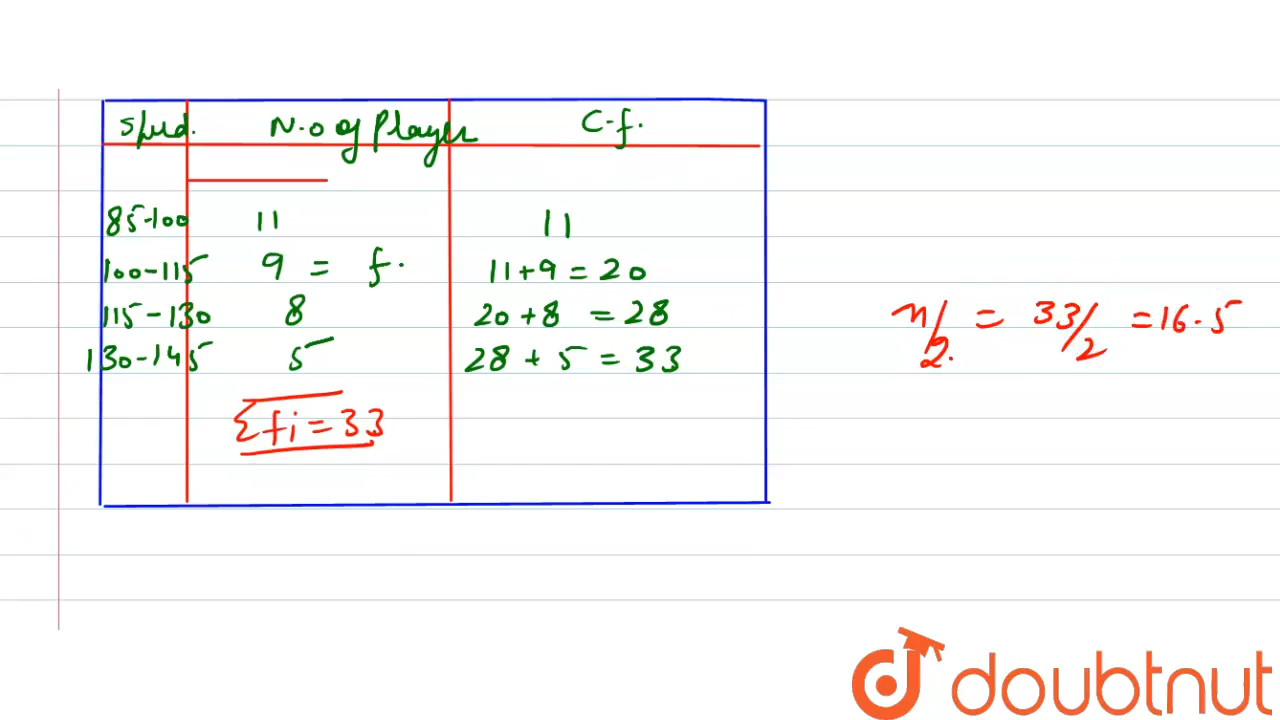 Speed. N.o of Player C.f.
85-100 11 11
100-115 9 = f. 11+9=20
115-130 8 20+8 =28
130-145 5 28 + 5 = 33
Σfi=33
n/2. = 33/2 =16.5
doubtnut